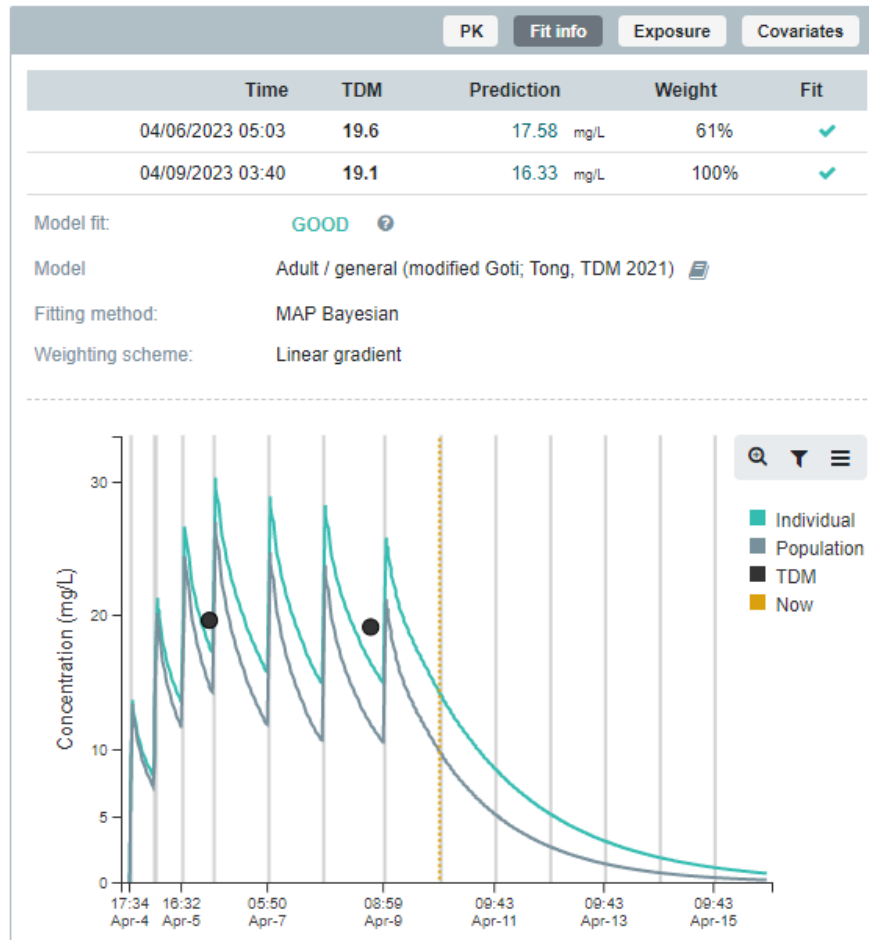 PK Fit info Exposure Covariates
Time TDM Prediction Weight Fit
04/06/2023 05:03 19.6 17.58 mg/L 61%
04/09/2023 03:40 19.1 16.33 mg/L 100%
Model fit: GOOD ?
Model Adult / general (modified Goti; Tong, TDM 2021)
Fitting method: MAP Bayesian
Weighting scheme: Linear gradient
Concentration (mg/L)
30
20
10
5
0
Individual
Population
TDM
Now
17:34 16:32 05:50 08:59 09:43 09:43 09:43
Apr-4 Apr-5 Apr-7 Apr-9 Apr-11 Apr-13 Apr-15